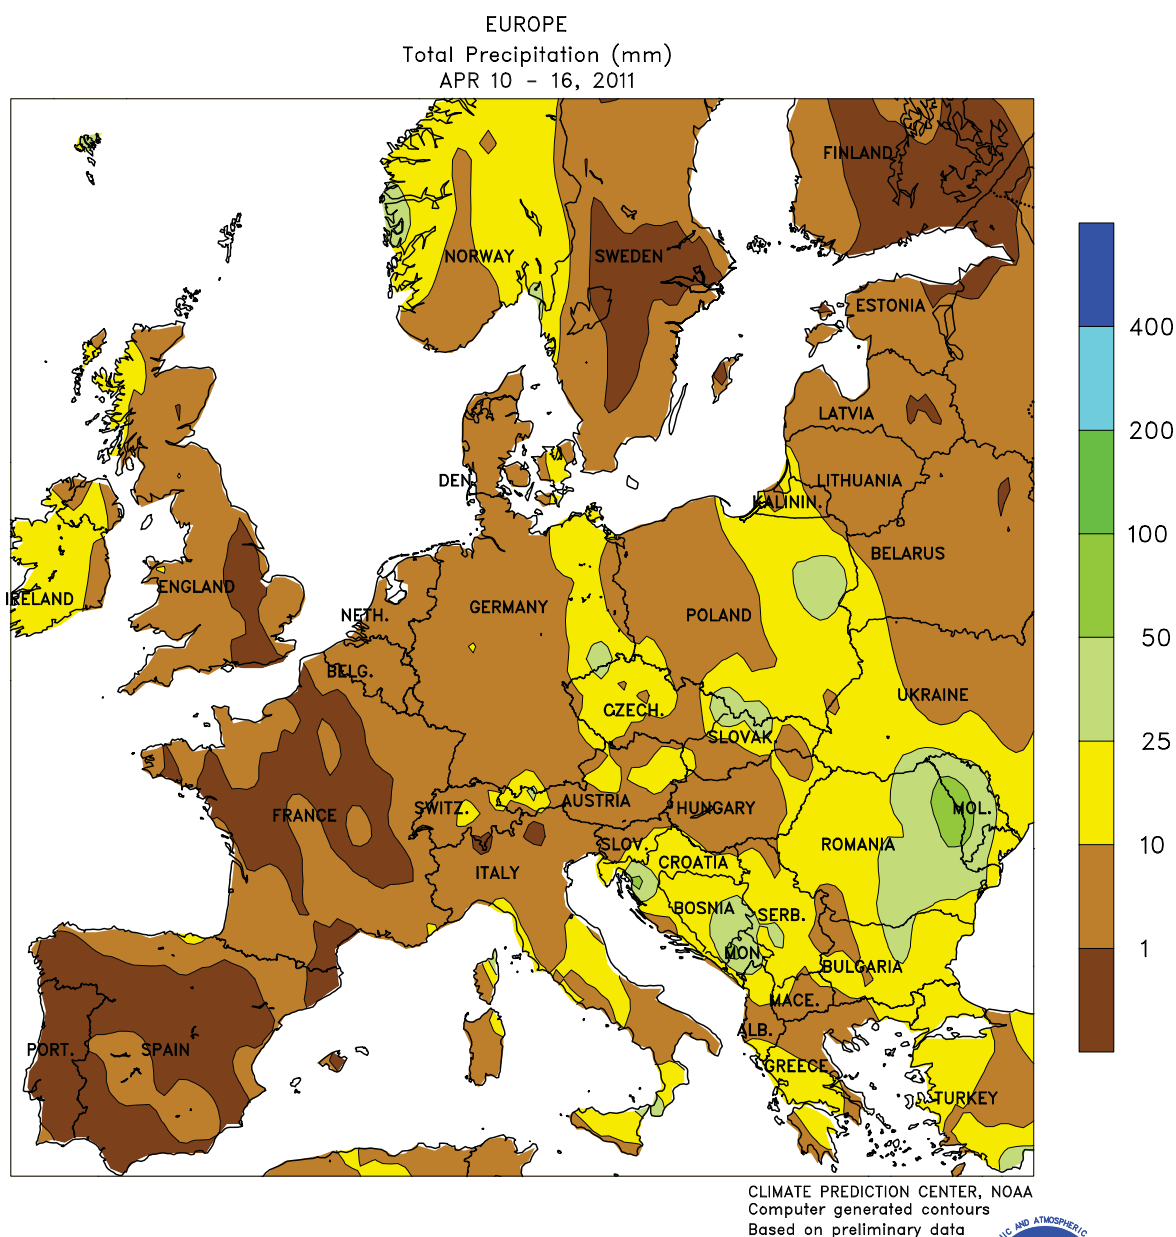 EUROPE
Total Precipitation (mm)
APR 10 - 16, 2011
FINLAND
NORWAY
SWEDEN
ESTONIA
400
LATVIA
200
DEN.
LITHUANIA
KALININ.
100
BELARUS
ENGLAND
IRELAND
NETH.
GERMANY
POLAND
50
BELG.
UKRAINE
CZECH.
SLOVAK.
25
SWITZ.
AUSTRIA
HUNGARY
MOL.
FRANCE
SLOV.
ROMANIA
10
CROATIA
ITALY
BOSNIA
SERB.
MON.
1
BULGARIA
MACE.
ALB.
PORT.
SPAIN
GREECE
TURKEY
CLIMATE PREDICTION CENTER, NOAA
Computer generated contours
Based on preliminary data
AND ATMOSPHERIC